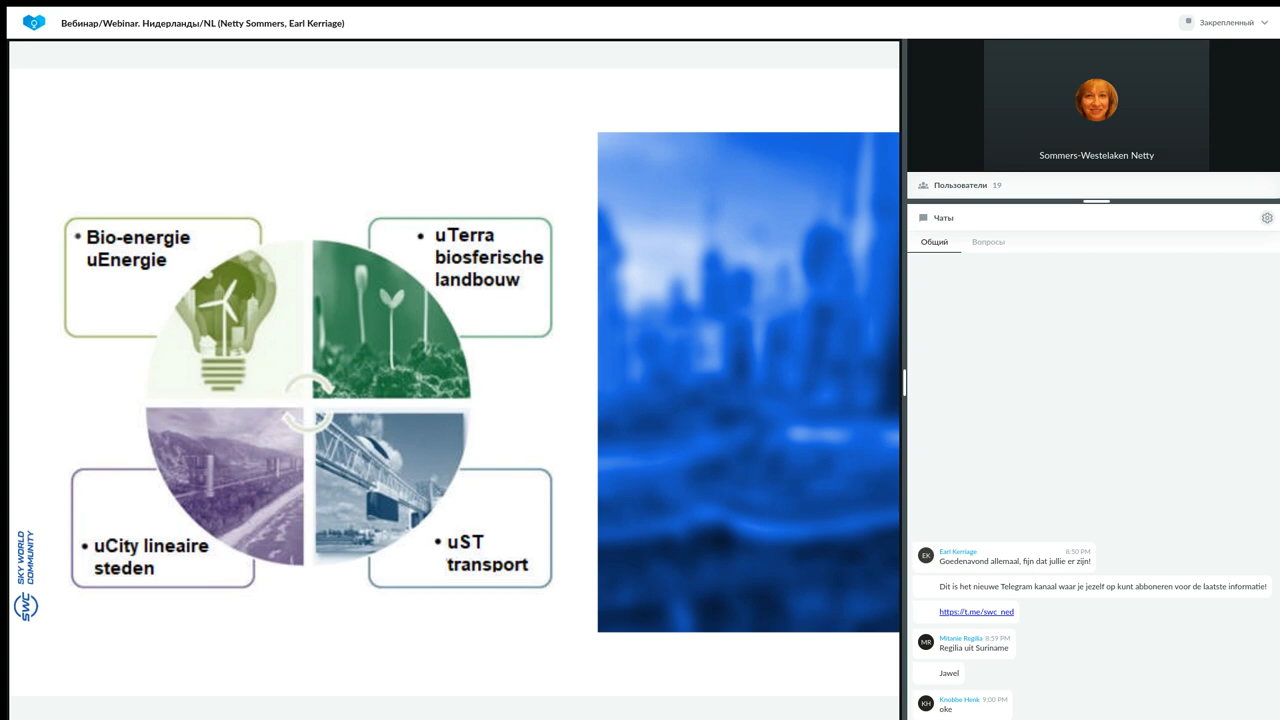 Вебинар/Webinar. Нидерланды/NL (Netty Sommers, Earl Kerriage)
Закрепленный
• Bio-energie
uEnergie
• uTerra
biosferische
landbouw
• uCity lineaire
steden
• uST
transport
SWC SKY WORLD
COMMUNITY
Sommers-Westelaken Netty
Пользователи 19
Чаты
Общий Вопросы
EK Earl Kerriage 8:50 PM
Goedenavond allemaal, fijn dat jullie er zijn!
Dit is het nieuwe Telegram kanaal waar je jezelf op kunt abboneren voor de laatste informatie!
https://t.me/swc_ned
MR Mitanie Regilia 8:59 PM
Regilia uit Suriname
Jawel
KH Knobbe Henk 9:00 PM
oke